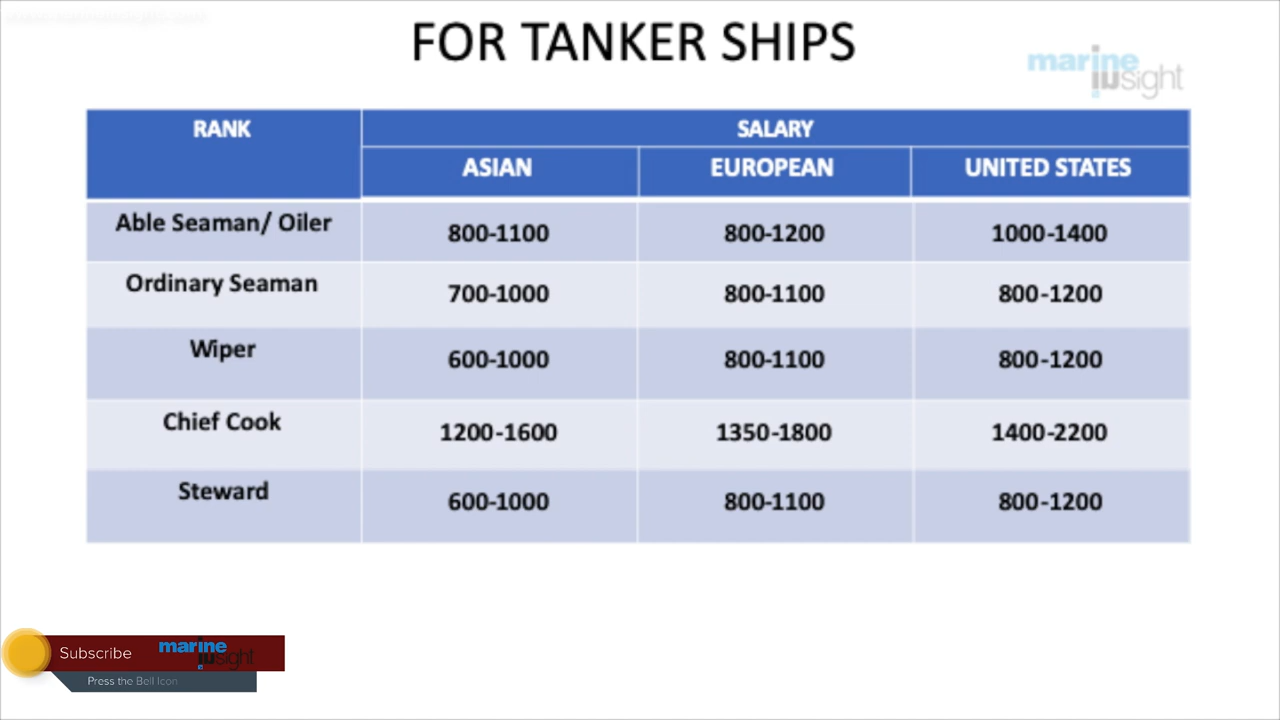 FOR TANKER SHIPS
marine
insight
RANK SALARY
ASIAN EUROPEAN UNITED STATES
Able Seaman/ Oiler 800-1100 800-1200 1000-1400
Ordinary Seaman 700-1000 800-1100 800-1200
Wiper 600-1000 800-1100 800-1200
Chief Cook 1200-1600 1350-1800 1400-2200
Steward 600-1000 800-1100 800-1200
Subscribe marine
insight
Press the Bell Icon